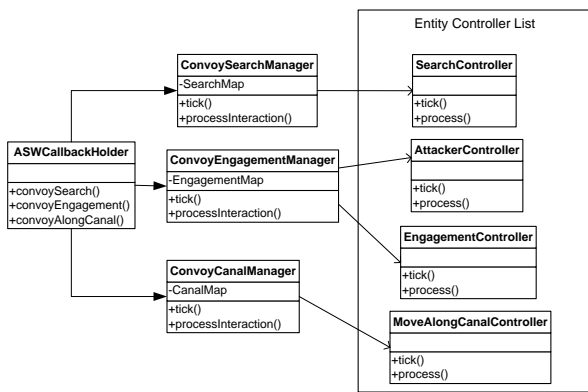 Entity Controller List
ConvoySearchManager
-SearchMap
+tick()
+processInteraction()
SearchController
+tick()
+process()
ASWCallbackHolder
+convoySearch()
+convoyEngagement()
+convoyAlongCanal()
ConvoyEngagementManager
-EngagementMap
+tick()
+processInteraction()
AttackerController
+tick()
+process()
EngagementController
+tick()
+process()
ConvoyCanalManager
-CanalMap
+tick()
+processInteraction()
MoveAlongCanalController
+tick()
+process()